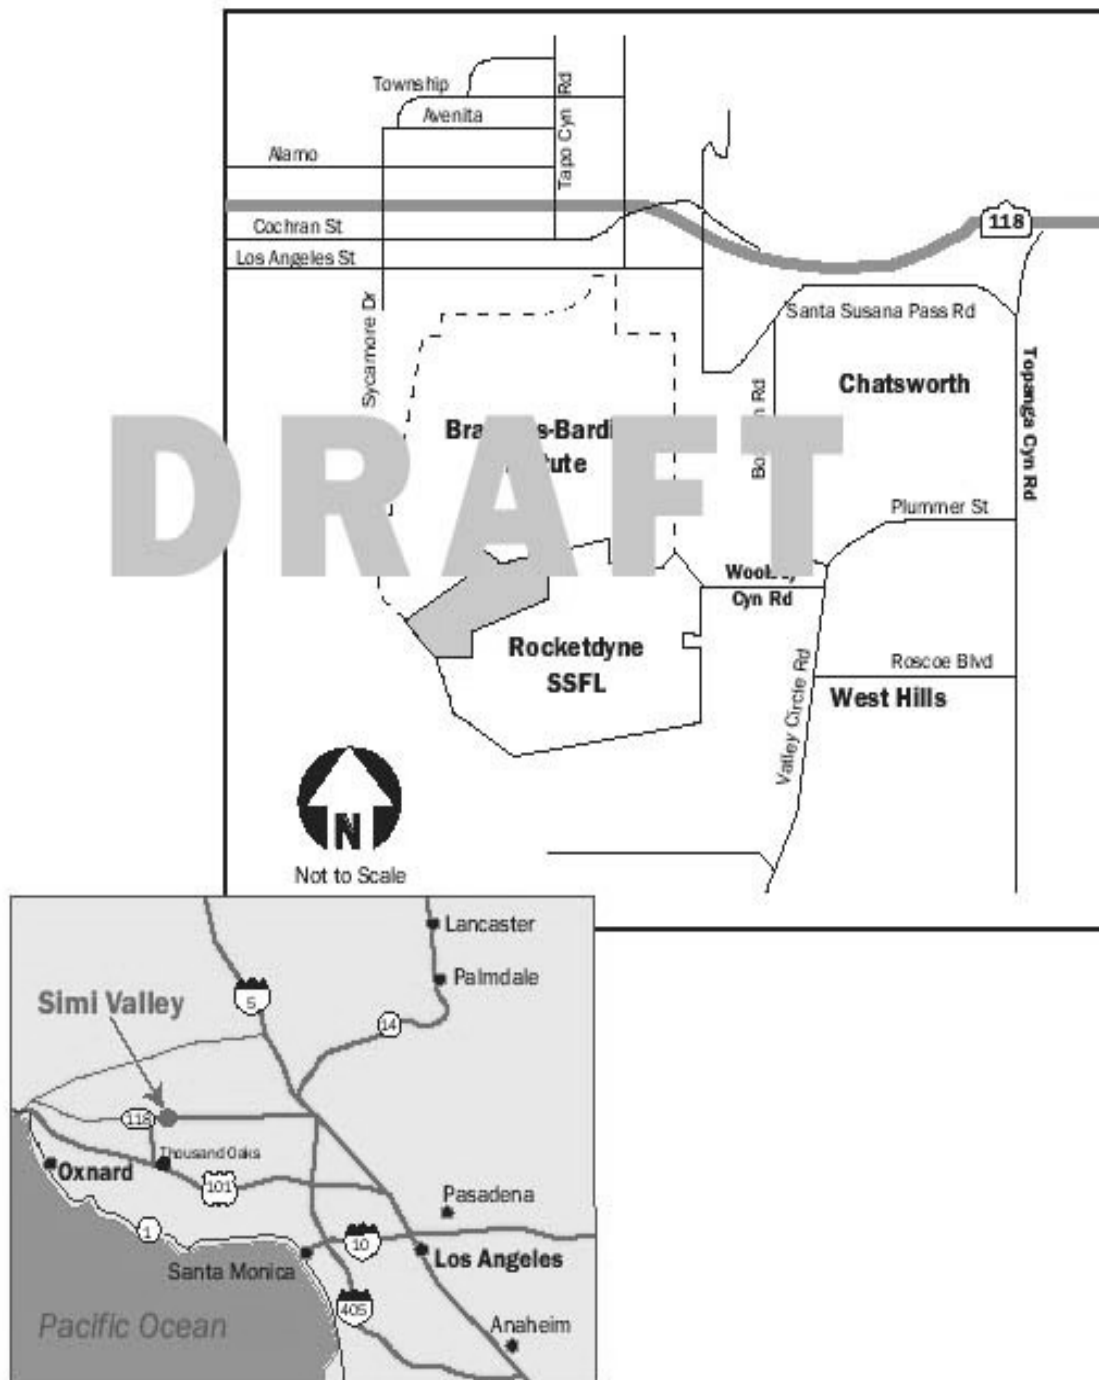 Township
Avenita
Tapo Cyn Rd
Alamo
118
Cochran St
Los Angeles St
Sycamore Dr
Santa Susana Pass Rd
Chatsworth
Topanga Cyn Rd
Rd
DRAFT
Plummer St
Cyn Rd
Rocketdyne
SSFL
Roscoe Blvd
West Hills
Valley Circle Rd
N
Not to Scale
Lancaster
Palmdale
5
14
Simi Valley
118
Thousand Oaks
Oxnard
101
Pasadena
1
10
Los Angeles
Santa Monica
405
Anaheim
Pacific Ocean